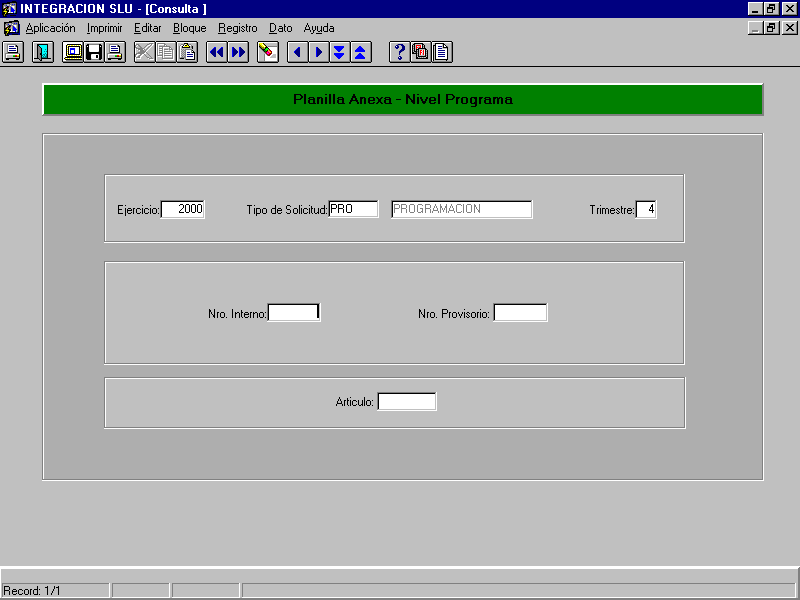 INTEGRACION SLU - [Consulta ]
Aplicación Imprimir Editar Bloque Registro Dato Ayuda
?
Planilla Anexa - Nivel Programa
Ejercicio: 2000 Tipo de Solicitud: PRO PROGRAMACION Trimestre: 4
Nro. Interno: Nro. Provisorio:
Articulo:
Record: 1/1